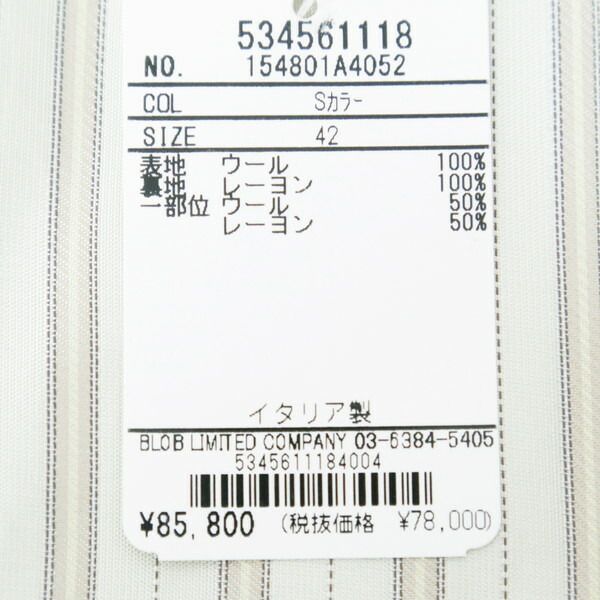 534561118
NO. 154801A4052
COL Sカラー
SIZE 42
表地 ウール 100%
裏地 レーヨン 100%
一部位 ウール 50%
レーヨン 50%
イタリア製
BLOB LIMITED COMPANY 03-6384-5405
5345611184004
¥85,800 (税抜価格 ¥78,000)